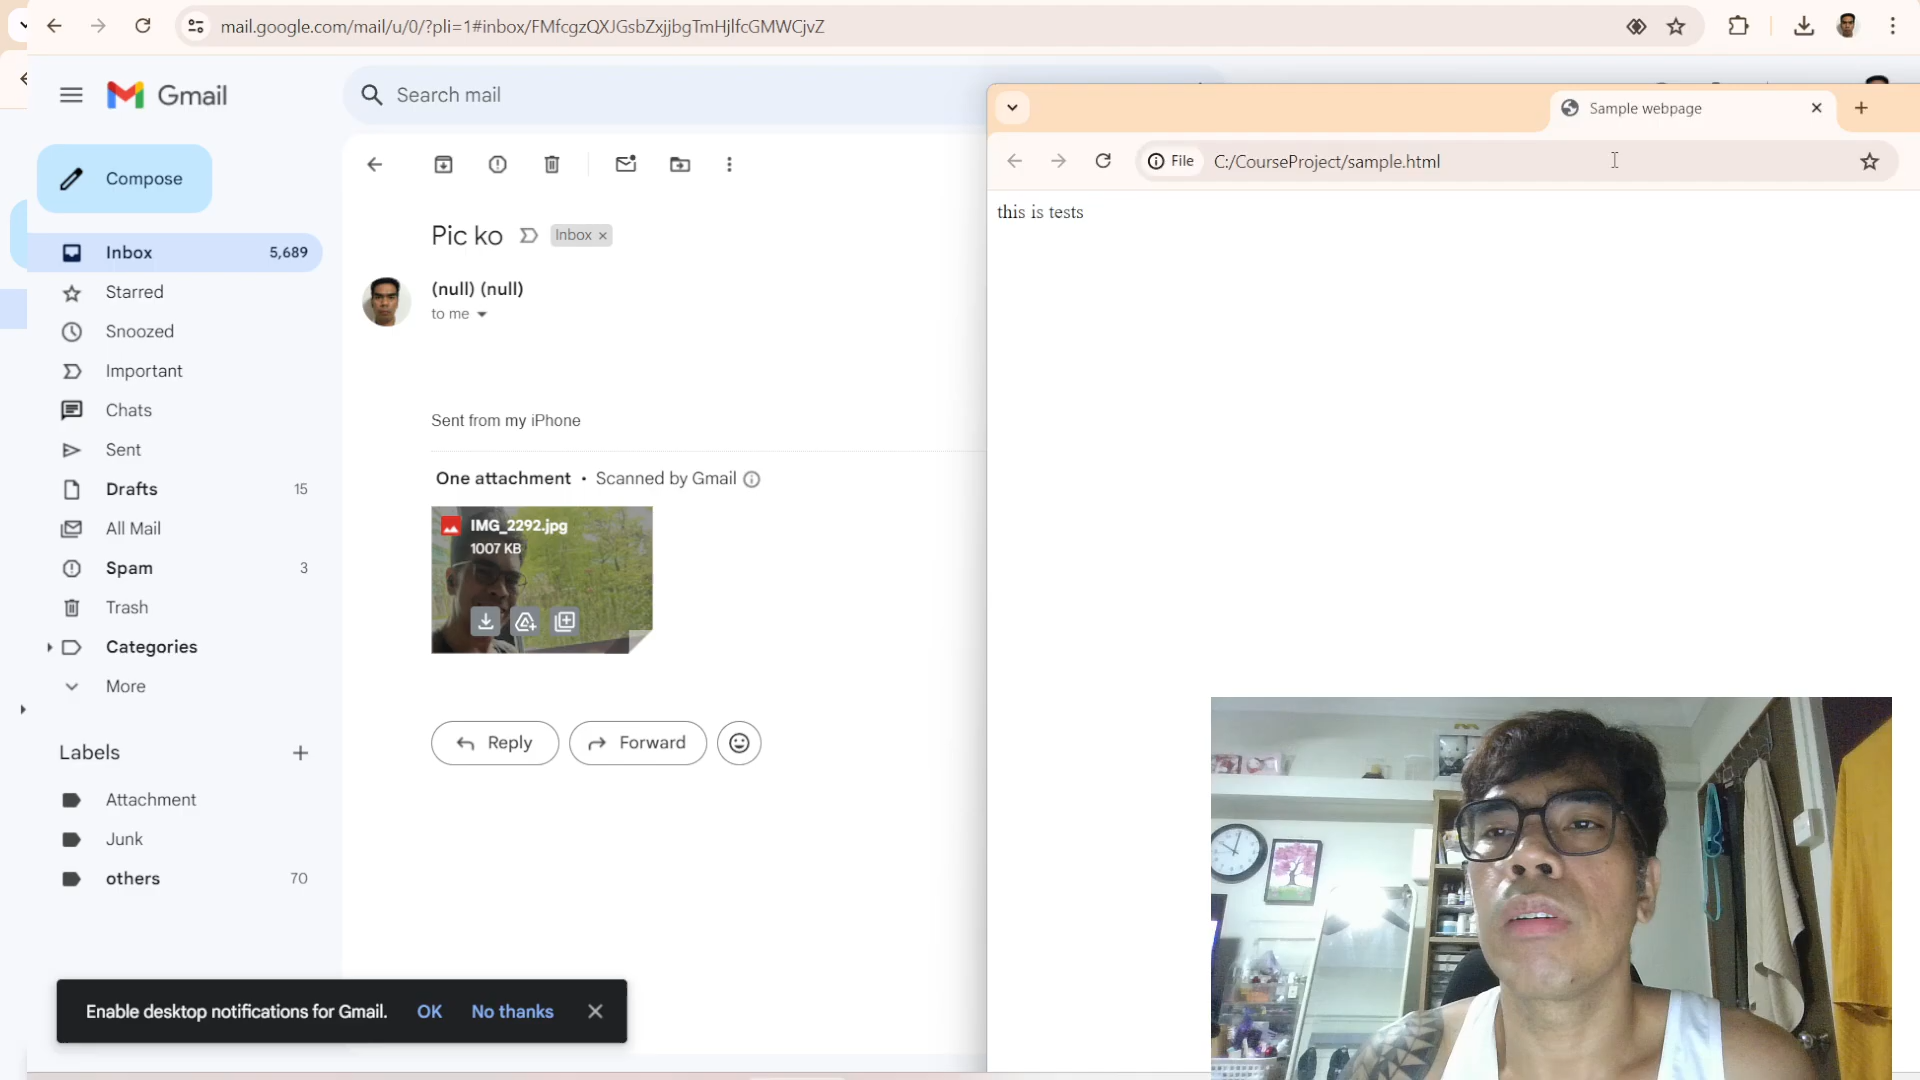 mail.google.com/mail/u/0/?pli=1#inbox/FMfcgzQXJGsbZxjjbgTmHjlfcGMWCjvZ
Gmail
Search mail
Compose
Inbox 5,689
Starred
Snoozed
Important
Chats
Sent
Drafts 15
All Mail
Spam 3
Trash
Categories
More
Labels
Attachment
Junk
others 70
Pic ko
Inbox ×
(null) (null)
to me
Sent from my iPhone
One attachment • Scanned by Gmail
IMG_2292.jpg
1007 KB
Reply
Forward
Enable desktop notifications for Gmail. OK No thanks
Sample webpage
File C:/CourseProject/sample.html
this is tests